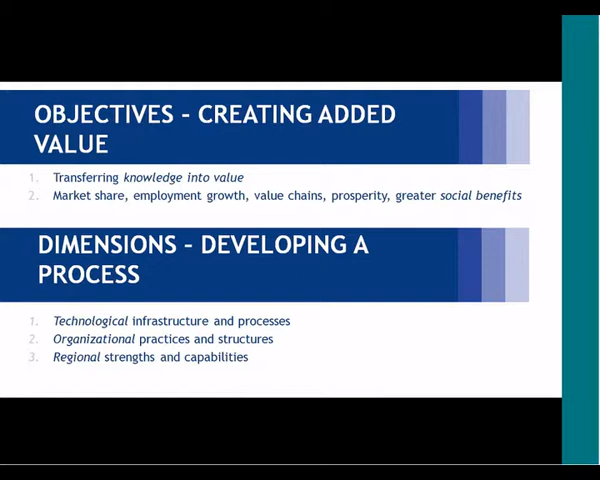 OBJECTIVES – CREATING ADDED
VALUE
1. Transferring knowledge into value
2. Market share, employment growth, value chains, prosperity, greater social benefits
DIMENSIONS – DEVELOPING A
PROCESS
1. Technological infrastructure and processes
2. Organizational practices and structures
3. Regional strengths and capabilities